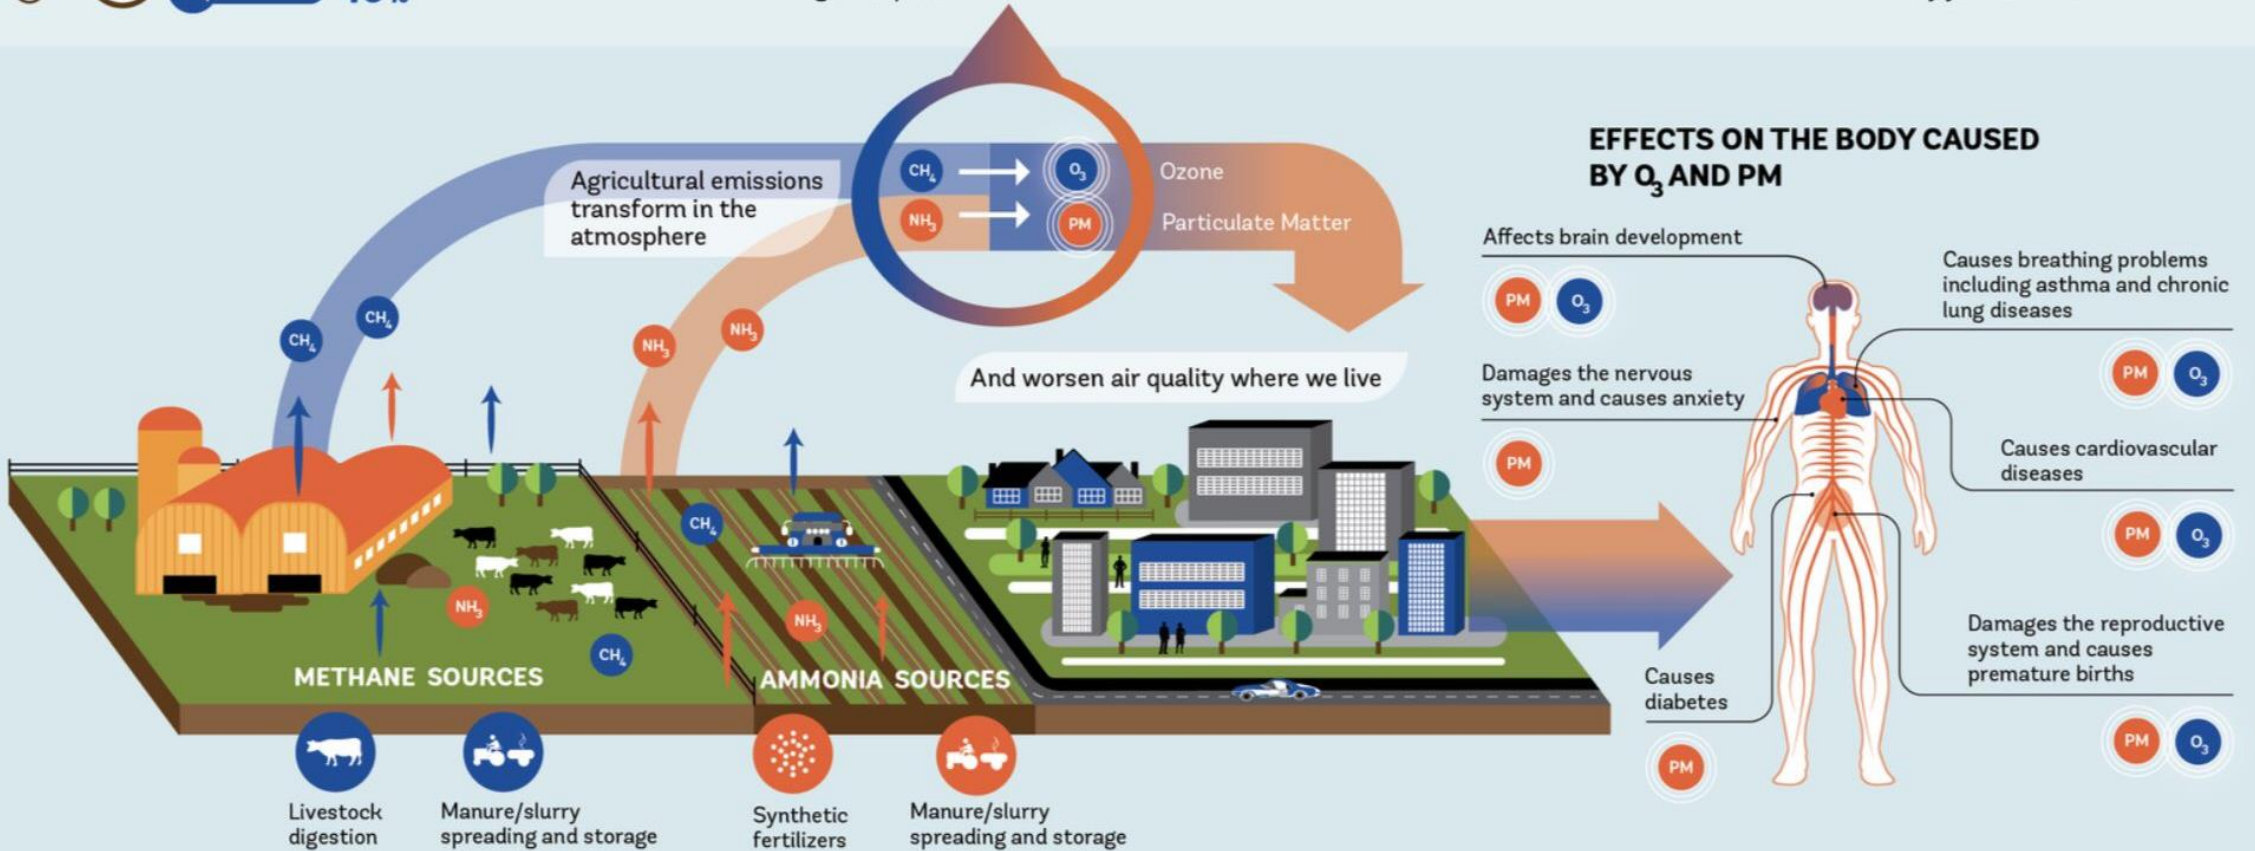 Agricultural emissions
transform in the
atmosphere
CH₄
O₃
Ozone
NH₃
PM
Particulate Matter
CH₄
CH₄
NH₃
NH₃
And worsen air quality where we live
CH₄
NH₃
NH₃
CH₄
METHANE SOURCES
AMMONIA SOURCES
Livestock
digestion
Manure/slurry
spreading and storage
Synthetic
fertilizers
Manure/slurry
spreading and storage
EFFECTS ON THE BODY CAUSED
BY O₃ AND PM
Affects brain development
PM O₃
Damages the nervous
system and causes anxiety
PM
Causes
diabetes
PM
Causes breathing problems
including asthma and chronic
lung diseases
PM O₃
Causes cardiovascular
diseases
PM O₃
Damages the reproductive
system and causes
premature births
PM O₃